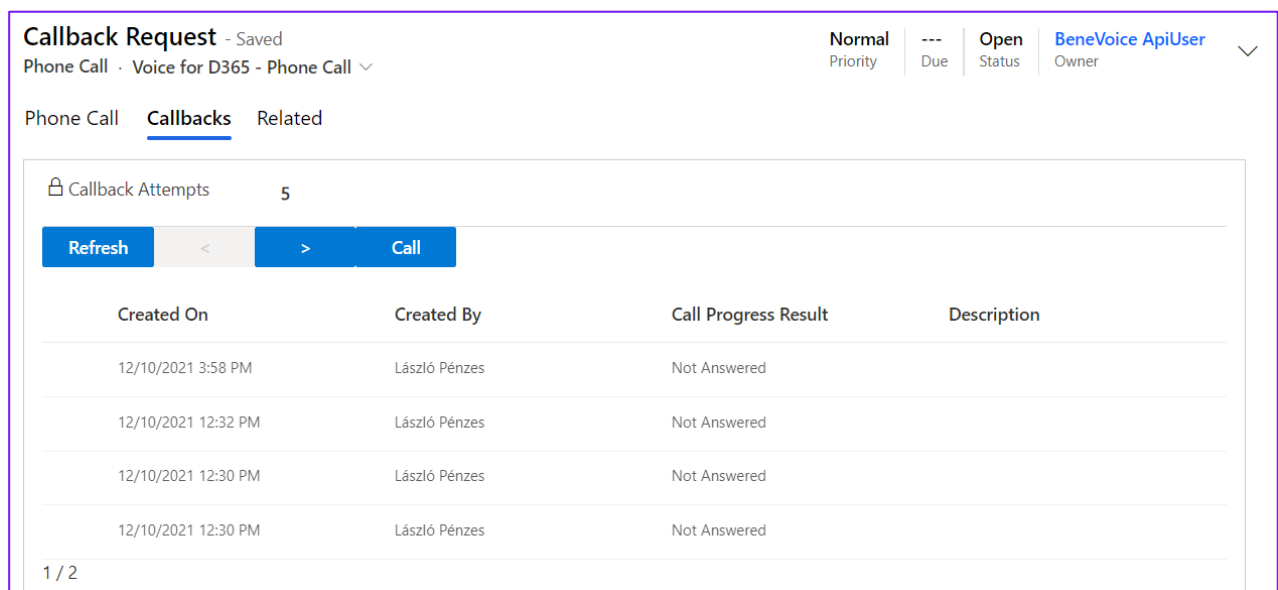 Callback Request - Saved
Normal --- Open BeneVoice ApiUser
Phone Call · Voice for D365 - Phone Call
Priority Due Status Owner
Phone Call Callbacks Related
Callback Attempts 5
Refresh < > Call
Created On Created By Call Progress Result Description
12/10/2021 3:58 PM László Pénzes Not Answered
12/10/2021 12:32 PM László Pénzes Not Answered
12/10/2021 12:30 PM László Pénzes Not Answered
12/10/2021 12:30 PM László Pénzes Not Answered
1 / 2